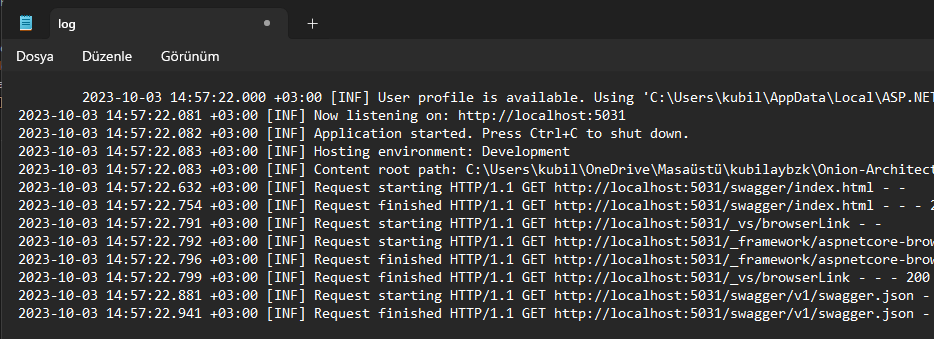 log
Dosya Düzenle Görünüm
2023-10-03 14:57:22.000 +03:00 [INF] User profile is available. Using 'C:\Users\kubil\AppData\Local\ASP.NET
2023-10-03 14:57:22.081 +03:00 [INF] Now listening on: http://localhost:5031
2023-10-03 14:57:22.082 +03:00 [INF] Application started. Press Ctrl+C to shut down.
2023-10-03 14:57:22.083 +03:00 [INF] Hosting environment: Development
2023-10-03 14:57:22.083 +03:00 [INF] Content root path: C:\Users\kubil\OneDrive\Masaüstü\kubilaybzk\Onion-Architect
2023-10-03 14:57:22.632 +03:00 [INF] Request starting HTTP/1.1 GET http://localhost:5031/swagger/index.html - -
2023-10-03 14:57:22.754 +03:00 [INF] Request finished HTTP/1.1 GET http://localhost:5031/swagger/index.html - - - 2
2023-10-03 14:57:22.791 +03:00 [INF] Request starting HTTP/1.1 GET http://localhost:5031/_vs/browserLink - -
2023-10-03 14:57:22.792 +03:00 [INF] Request starting HTTP/1.1 GET http://localhost:5031/_framework/aspnetcore-brow
2023-10-03 14:57:22.796 +03:00 [INF] Request finished HTTP/1.1 GET http://localhost:5031/_framework/aspnetcore-brow
2023-10-03 14:57:22.799 +03:00 [INF] Request finished HTTP/1.1 GET http://localhost:5031/_vs/browserLink - - - 200
2023-10-03 14:57:22.881 +03:00 [INF] Request starting HTTP/1.1 GET http://localhost:5031/swagger/v1/swagger.json -
2023-10-03 14:57:22.941 +03:00 [INF] Request finished HTTP/1.1 GET http://localhost:5031/swagger/v1/swagger.json -